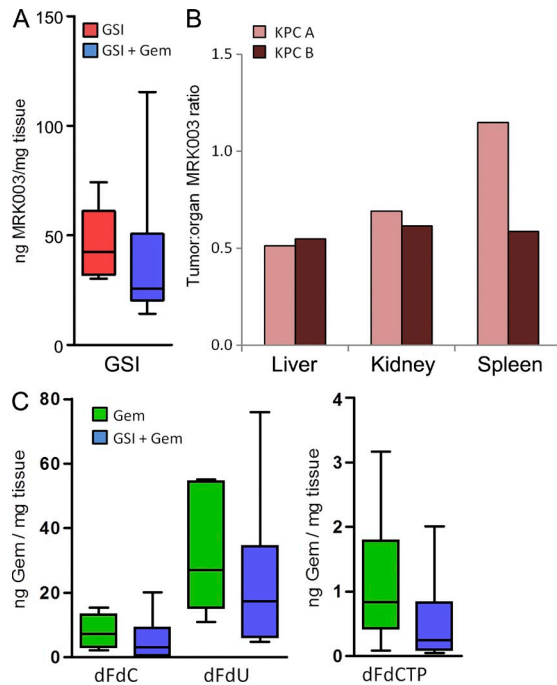 A
GSI
GSI + Gem
ng MRK003/mg tissue
150
100
50
0
GSI
B
KPC A
KPC B
Tumor:organ MRK003 ratio
1.5
1.0
0.5
0.0
Liver Kidney Spleen
C
Gem
GSI + Gem
ng Gem / mg tissue
80
60
40
20
0
dFdC dFdU
ng Gem / mg tissue
4
3
2
1
0
dFdCTP